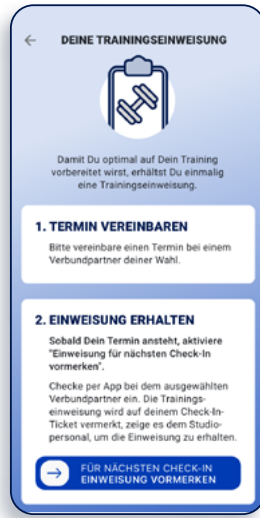 DEINE TRAININGSEINWEISUNG
Damit Du optimal auf Dein Training
vorbereitet wirst, erhältst Du einmalig
eine Trainingseinweisung.
1. TERMIN VEREINBAREN
Bitte vereinbare einen Termin bei einem
Verbundpartner deiner Wahl.
2. EINWEISUNG ERHALTEN
Sobald Dein Termin ansteht, aktiviere
"Einweisung für nächsten Check-In
vormerken".
Checke per App bei dem ausgewählten
Verbundpartner ein. Die Trainings-
einweisung wird auf deinem Check-In-
Ticket vermerkt, zeige es dem Studio-
personal, um die Einweisung zu erhalten.
FÜR NÄCHSTEN CHECK-IN
EINWEISUNG VORMERKEN